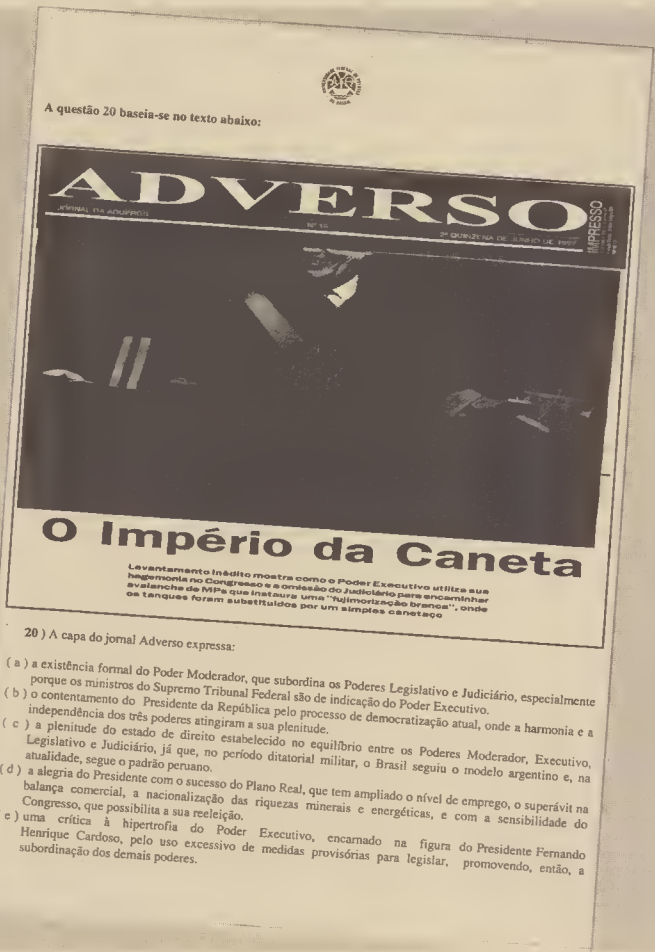 A questão 20 baseia-se no texto abaixo:
ADVERSO
JORNAL DA ADUFRGS
Nº 15
2ª QUINZENA DE JUNHO DE 1997
IMPRESSO
O Império da Caneta
Levantamento inédito mostra como o Poder Executivo utiliza sua
hegemonia no Congresso e a omissão do Judiciário para encaminhar
avalanche de MPs que instaura uma "fujimorização branca", onde
os tanques foram substituídos por um simples canetaço
20 ) A capa do jornal Adverso expressa:
( a ) a existência formal do Poder Moderador, que subordina os Poderes Legislativo e Judiciário, especialmente
porque os ministros do Supremo Tribunal Federal são de indicação do Poder Executivo.
( b ) o contentamento do Presidente da República pelo processo de democratização atual, onde a harmonia e a
independência dos três poderes atingiram a sua plenitude.
( c ) a plenitude do estado de direito estabelecido no equilíbrio entre os Poderes Moderador, Executivo,
Legislativo e Judiciário, já que, no período ditatorial militar, o Brasil seguiu o modelo argentino e, na
atualidade, segue o padrão peruano.
( d ) a alegria do Presidente com o sucesso do Plano Real, que tem ampliado o nível de emprego, o superávit na
balança comercial, a nacionalização das riquezas minerais e energéticas, e com a sensibilidade do
Congresso, que possibilita a sua reeleição.
e ) uma crítica à hipertrofia do Poder Executivo, encarnado na figura do Presidente Fernando
Henrique Cardoso, pelo uso excessivo de medidas provisórias para legislar, promovendo, então, a
subordinação dos demais poderes.